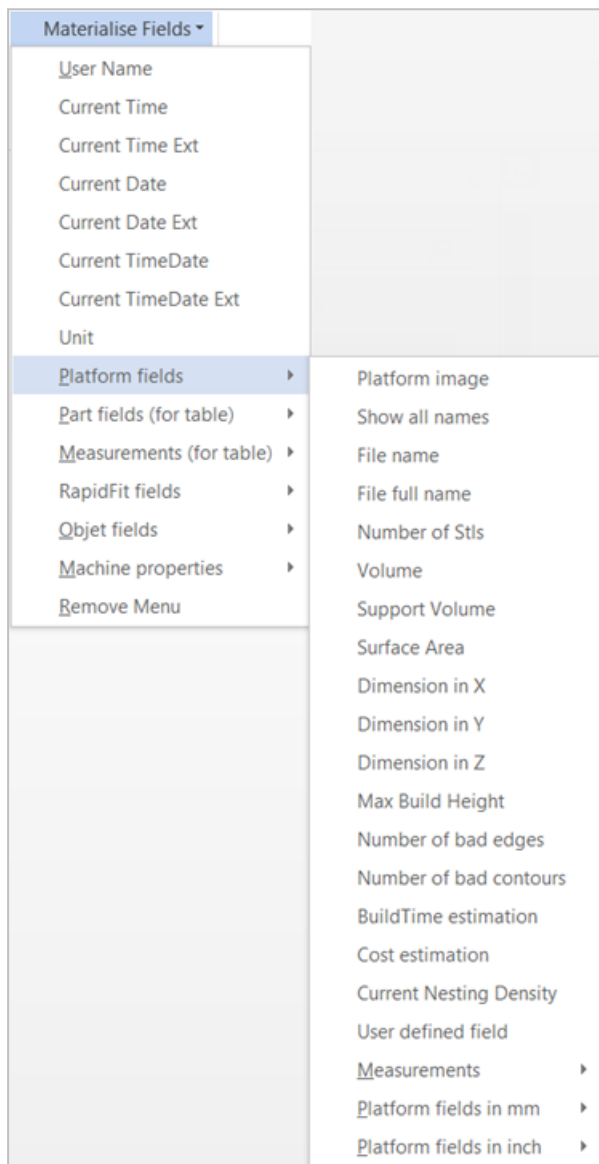 Materialise Fields
User Name
Current Time
Current Time Ext
Current Date
Current Date Ext
Current TimeDate
Current TimeDate Ext
Unit
Platform fields
Part fields (for table)
Measurements (for table)
RapidFit fields
Objet fields
Machine properties
Remove Menu
Platform image
Show all names
File name
File full name
Number of Stls
Volume
Support Volume
Surface Area
Dimension in X
Dimension in Y
Dimension in Z
Max Build Height
Number of bad edges
Number of bad contours
BuildTime estimation
Cost estimation
Current Nesting Density
User defined field
Measurements
Platform fields in mm
Platform fields in inch